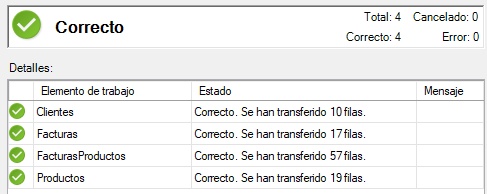 Correcto
Total: 4 Cancelado: 0
Correcto: 4 Error: 0
Detalles:
Elemento de trabajo Estado Mensaje
Clientes Correcto. Se han transferido 10 filas.
Facturas Correcto. Se han transferido 17 filas.
FacturasProductos Correcto. Se han transferido 57 filas.
Productos Correcto. Se han transferido 19 filas.